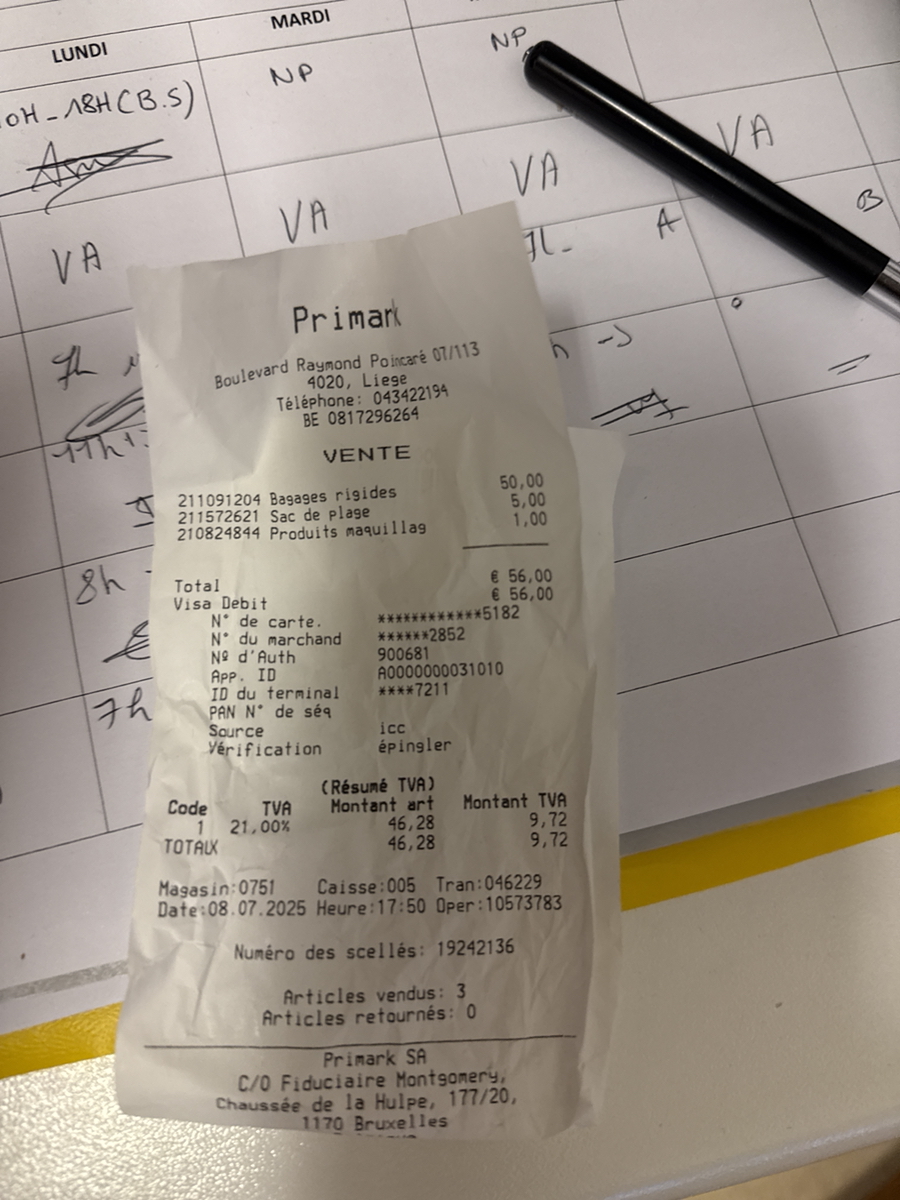 LUNDI MARDI
10H_18H(B.S) NP NP
VA VA VA VA
7h A B
11h
8h
7h
Primark
Boulevard Raymond Poincaré 07/113
4020, Liege
Téléphone: 043422194
BE 0817296264
VENTE
211091204 Bagages rigides 50,00
211572621 Sac de plage 5,00
210824844 Produits maquillag 1,00
Total € 56,00
Visa Debit € 56,00
N° de carte. ************5182
N° du marchand ******2852
Nº d'Auth 900681
App. ID A0000000031010
ID du terminal ****7211
PAN N° de séq
Source icc
Vérification épingler
(Résumé TVA)
Code TVA Montant art Montant TVA
1 21,00% 46,28 9,72
TOTAUX 46,28 9,72
Magasin:0751 Caisse:005 Tran:046229
Date:08.07.2025 Heure:17:50 Oper:10573783
Numéro des scellés: 19242136
Articles vendus: 3
Articles retournés: 0
Primark SA
C/O Fiduciaire Montgomery,
Chaussée de la Hulpe, 177/20,
1170 Bruxelles